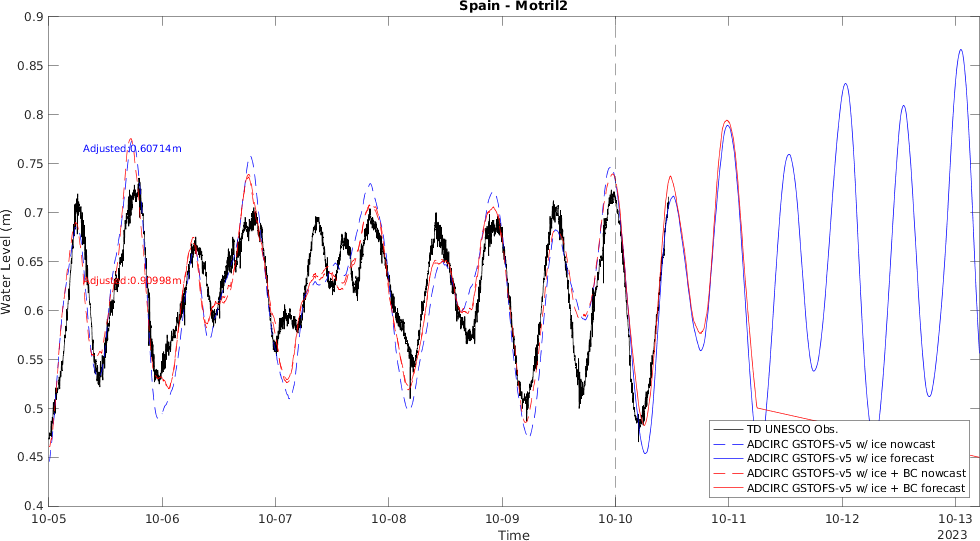 Spain - Motril2
0.9
0.85
0.8
0.75
0.7
0.65
0.6
0.55
0.5
0.45
0.4
Water Level (m)
Adjusted:0.60714m
Adjusted:0.90998m
TD UNESCO Obs.
ADCIRC GSTOFS-v5 w/ ice nowcast
ADCIRC GSTOFS-v5 w/ ice forecast
ADCIRC GSTOFS-v5 w/ ice + BC nowcast
ADCIRC GSTOFS-v5 w/ ice + BC forecast
10-05 10-06 10-07 10-08 10-09 10-10 10-11 10-12 10-13
Time
2023